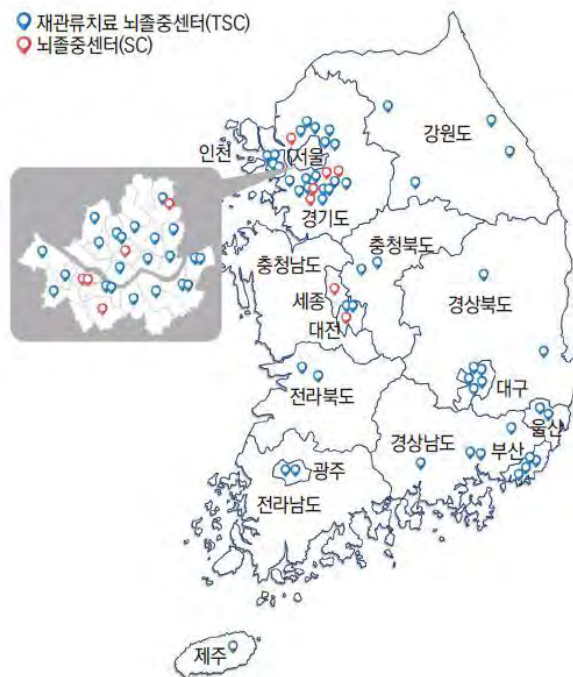 재관류치료 뇌졸중센터(TSC)
뇌졸중센터(SC)
인천
서울
강원도
경기도
충청남도
충청북도
세종
대전
경상북도
전라북도
대구
울산
경상남도
부산
광주
전라남도
제주